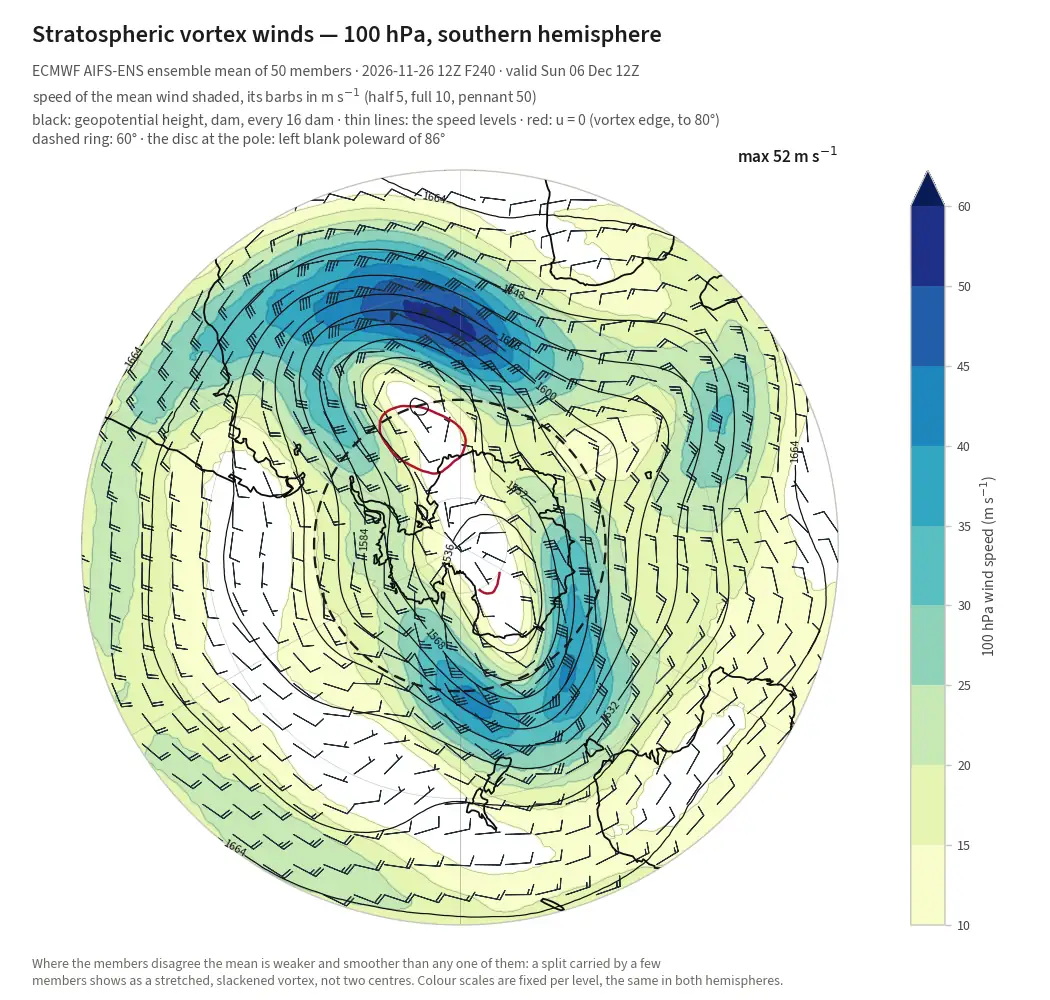 Stratospheric vortex winds — 100 hPa, southern hemisphere
ECMWF AIFS-ENS ensemble mean of 50 members · 2026-11-26 12Z F240 · valid Sun 06 Dec 12Z
speed of the mean wind shaded, its barbs in m s⁻¹ (half 5, full 10, pennant 50)
black: geopotential height, dam, every 16 dam · thin lines: the speed levels · red: u = 0 (vortex edge, to 80°)
dashed ring: 60° · the disc at the pole: left blank poleward of 86°
max 52 m s⁻¹
1664
1648
1664
1600
1664
1552
1584
1536
1568
1632
1664
60
50
45
40
35
30
25
20
15
10
100 hPa wind speed (m s⁻¹)
Where the members disagree the mean is weaker and smoother than any one of them: a split carried by a few
members shows as a stretched, slackened vortex, not two centres. Colour scales are fixed per level, the same in both hemispheres.